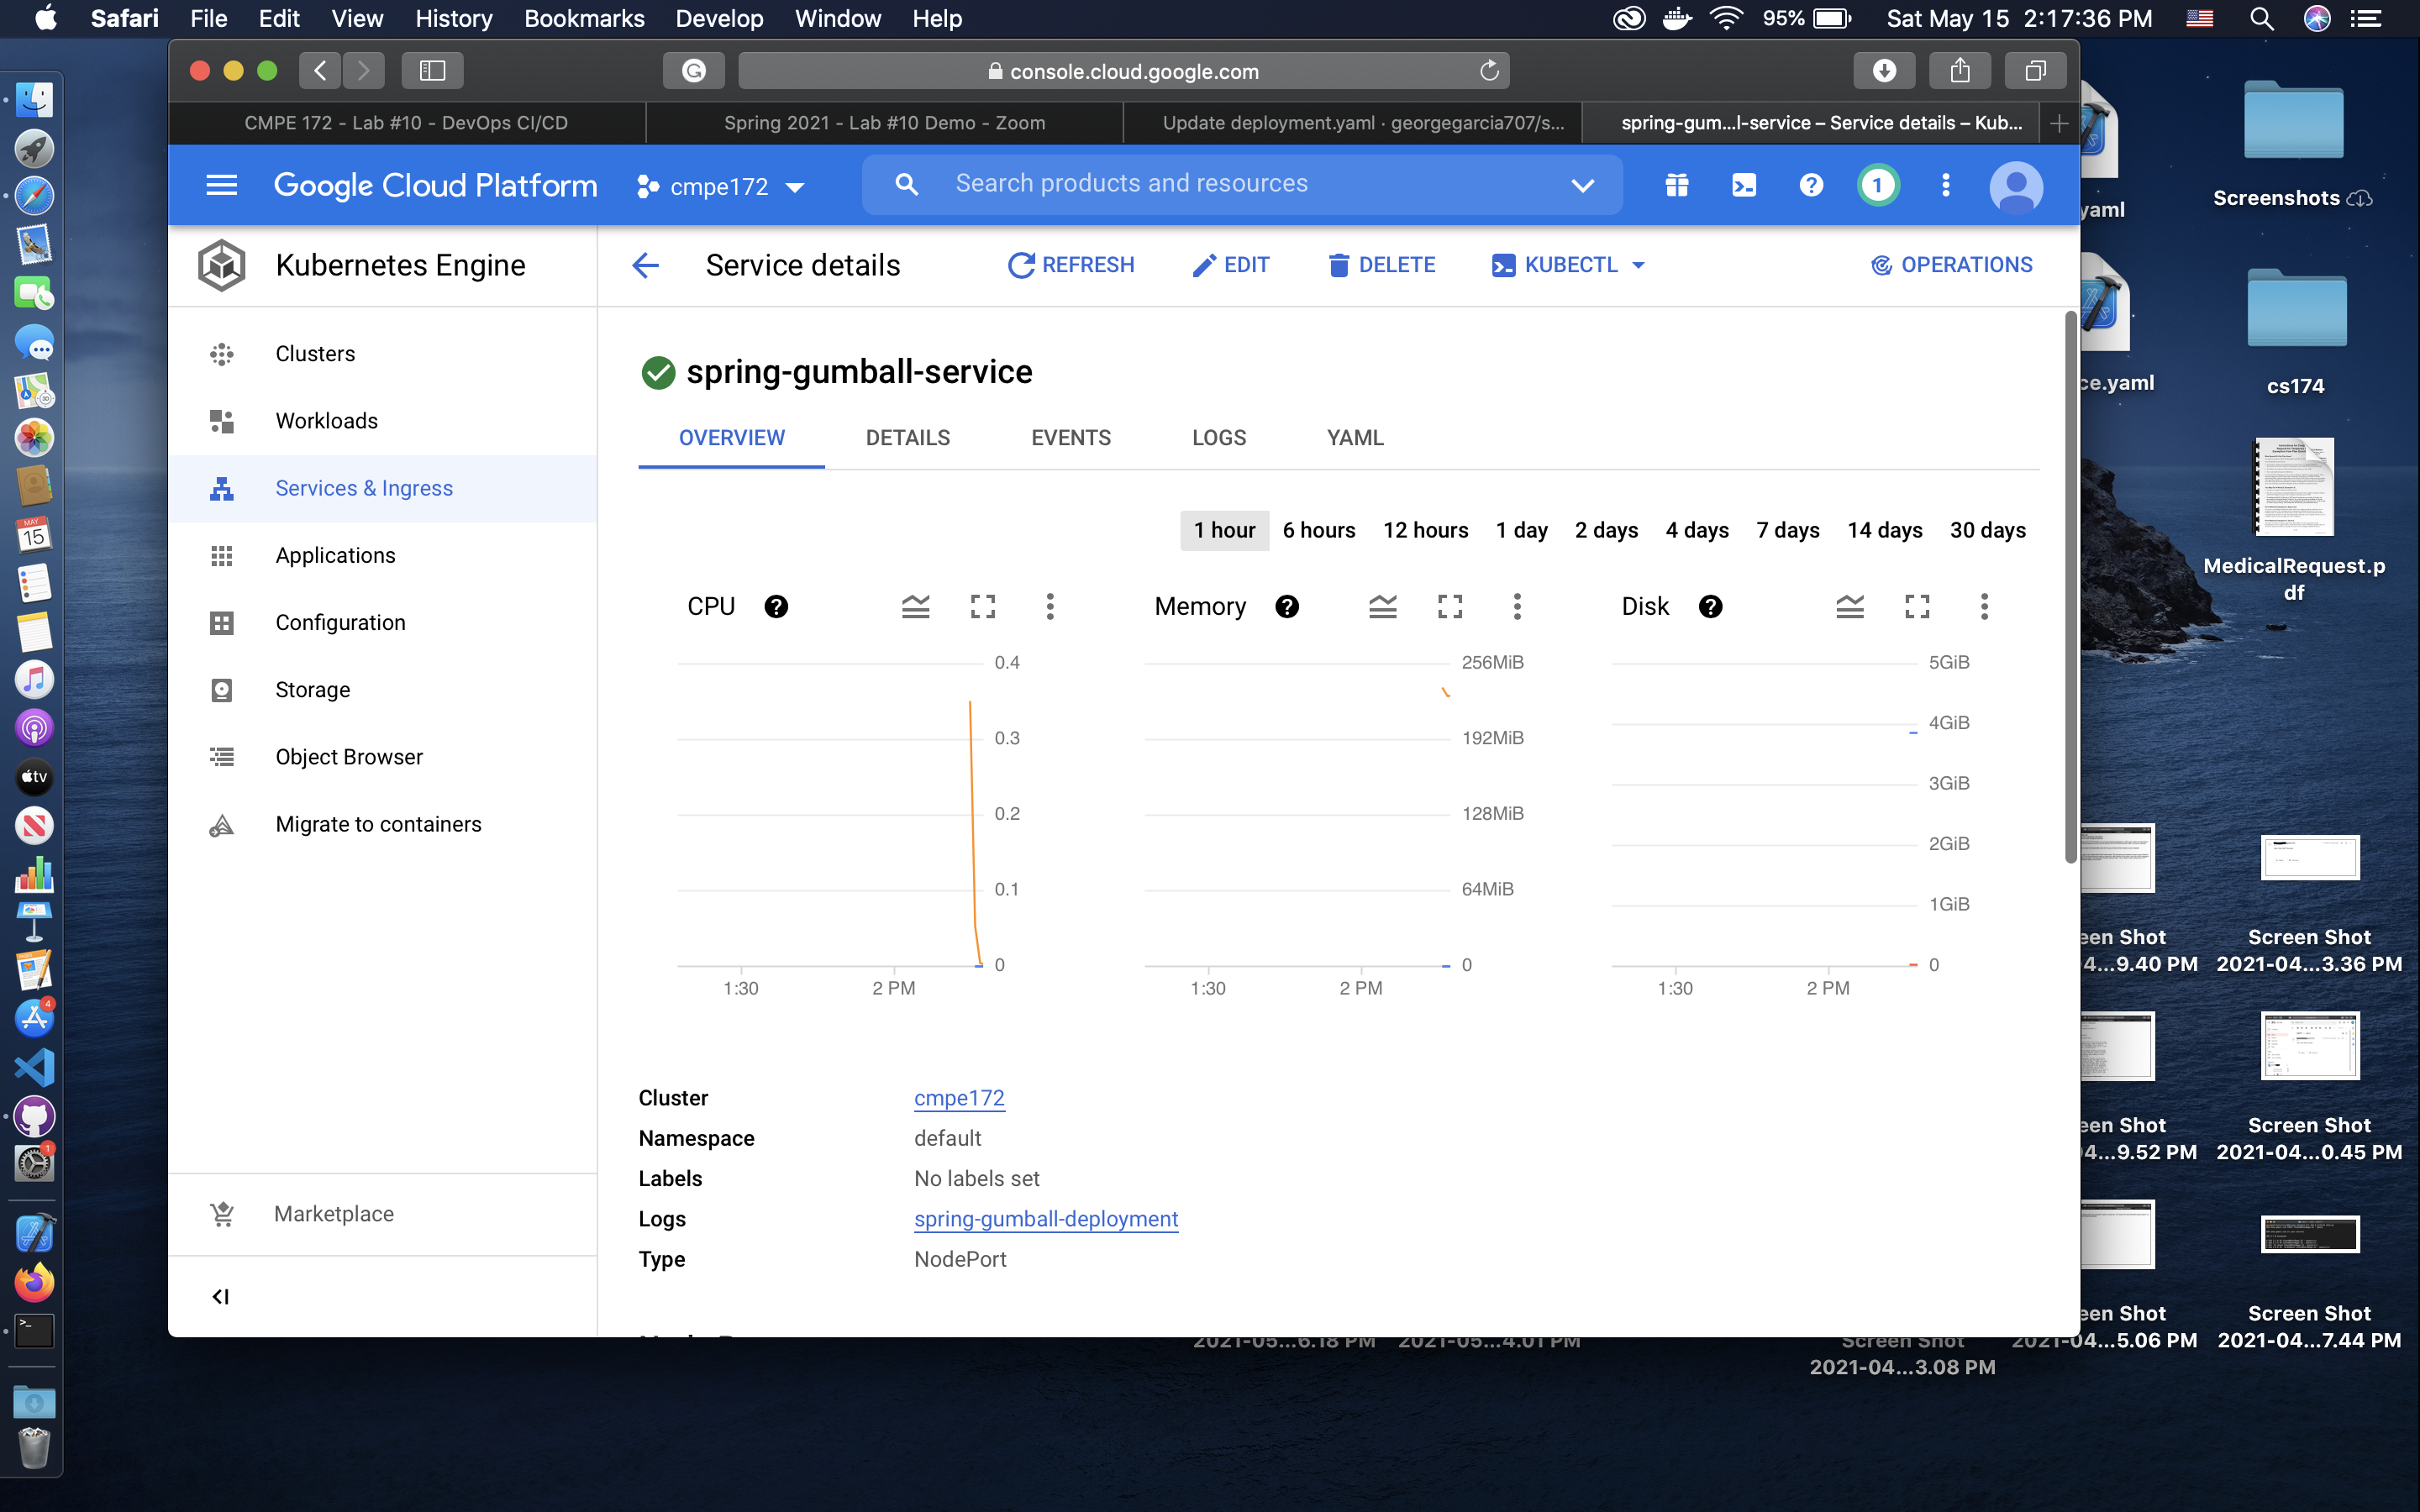 Safari File Edit View History Bookmarks Develop Window Help 95% Sat May 15 2:17:36 PM
console.cloud.google.com
CMPE 172 - Lab #10 - DevOps CI/CD
Spring 2021 - Lab #10 Demo - Zoom
Update deployment.yaml · georgegarcia707/s...
spring-gum...l-service – Service details – Kub...
Google Cloud Platform cmpe172 Search products and resources 1
Kubernetes Engine
Service details REFRESH EDIT DELETE KUBECTL OPERATIONS
Clusters
Workloads
Services & Ingress
Applications
Configuration
Storage
Object Browser
Migrate to containers
Marketplace
spring-gumball-service
OVERVIEW DETAILS EVENTS LOGS YAML
1 hour 6 hours 12 hours 1 day 2 days 4 days 7 days 14 days 30 days
CPU
0.4
0.3
0.2
0.1
0
1:30 2 PM
Memory
256MiB
192MiB
128MiB
64MiB
0
1:30 2 PM
Disk
5GiB
4GiB
3GiB
2GiB
1GiB
0
1:30 2 PM
Cluster cmpe172
Namespace default
Labels No labels set
Logs spring-gumball-deployment
Type NodePort
yaml
Screenshots
ce.yaml
cs174
MedicalRequest.p
df
een Shot
4...9.40 PM
Screen Shot
2021-04...3.36 PM
een Shot
4...9.52 PM
Screen Shot
2021-04...0.45 PM
een Shot
2021-04...5.06 PM
Screen Shot
2021-04...7.44 PM
2021-05...6.18 PM
2021-05...4.01 PM
Screen Shot
2021-04...3.08 PM
MAY
15
tv
4
1